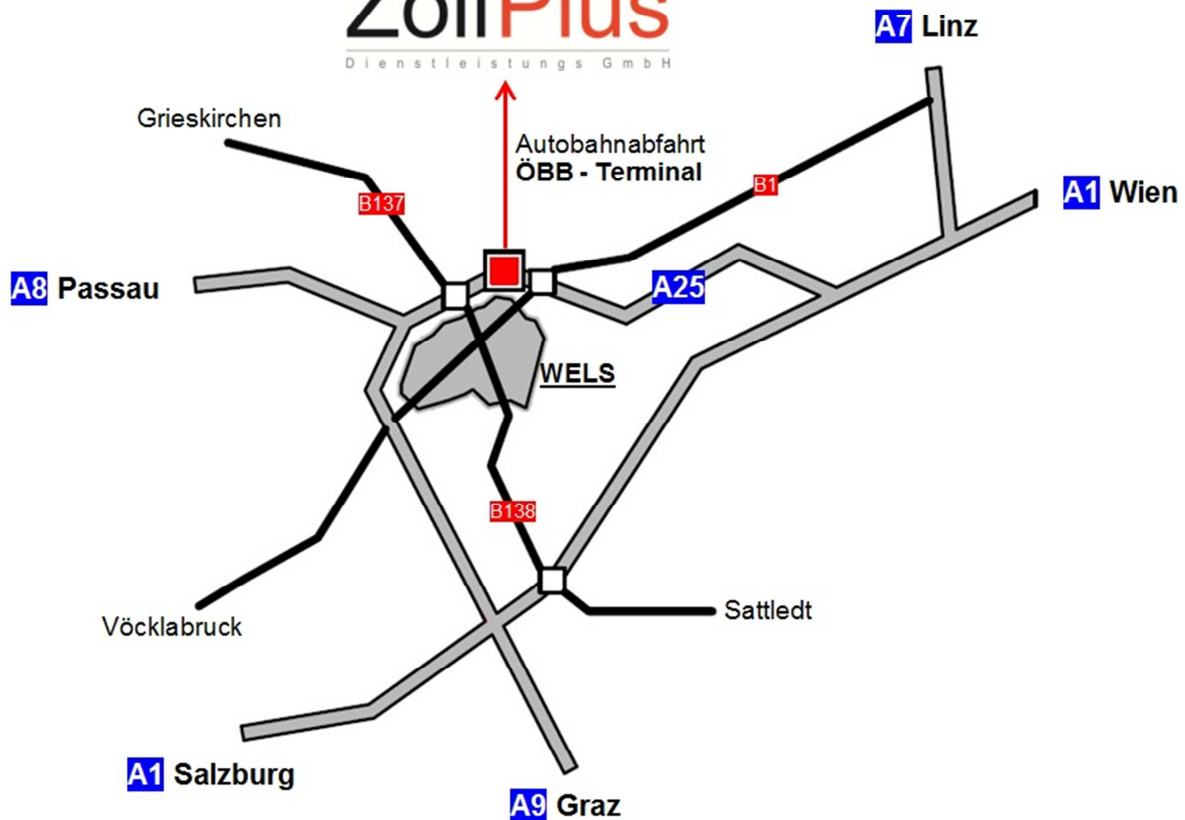 ZollPlus
Dienstleistungs GmbH
A7 Linz
Grieskirchen
Autobahnabfahrt
ÖBB - Terminal
B1
B137
A1 Wien
A8 Passau
A25
WELS
B138
Sattledt
Vöcklabruck
A1 Salzburg
A9 Graz